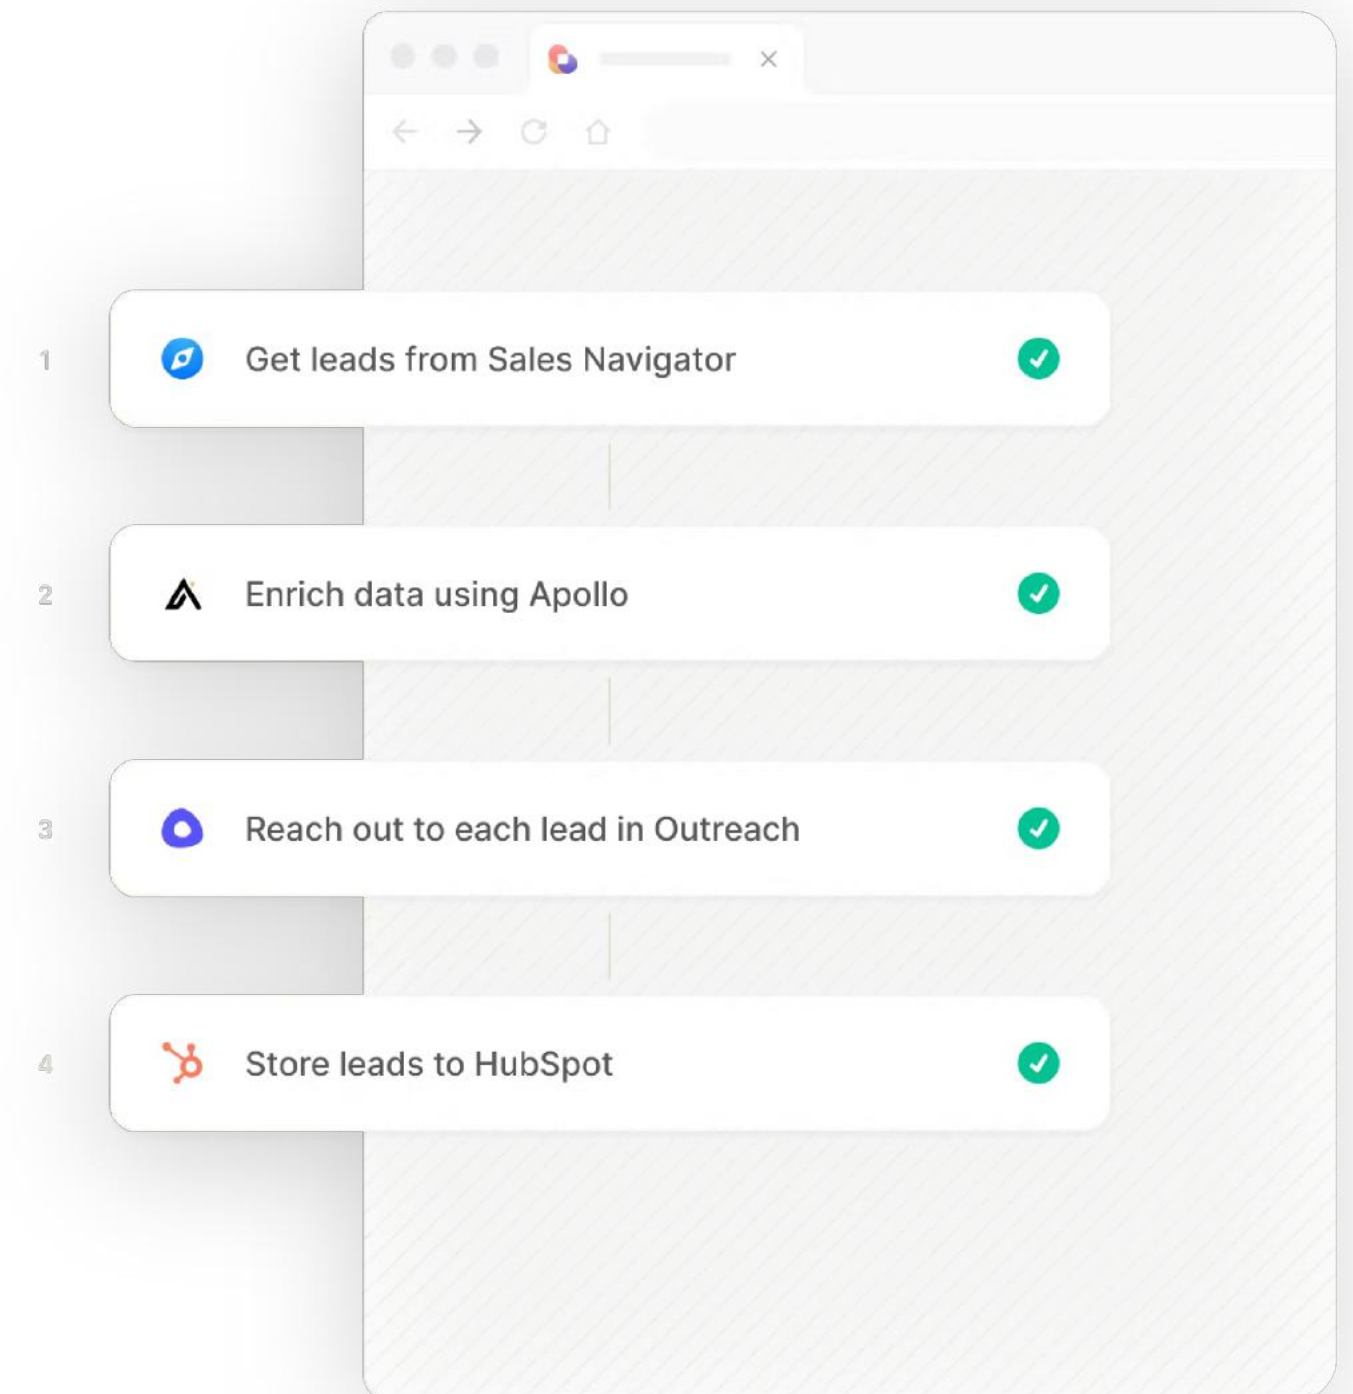 1 Get leads from Sales Navigator
2 Enrich data using Apollo
3 Reach out to each lead in Outreach
4 Store leads to HubSpot